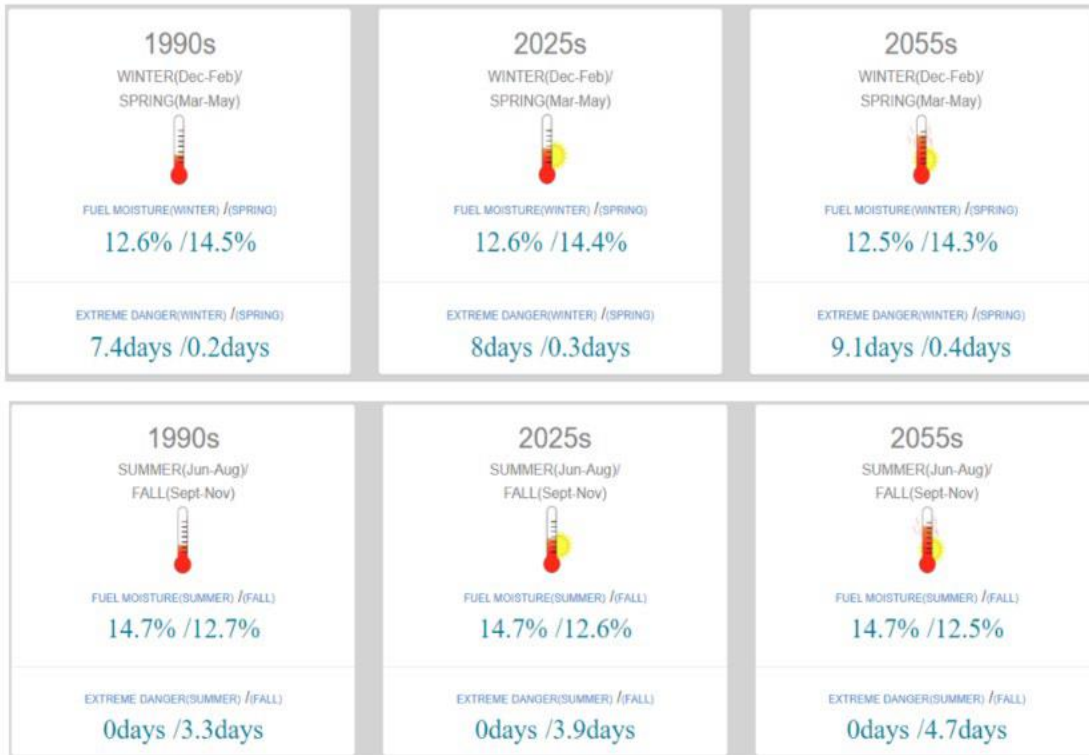 1990s
WINTER(Dec-Feb)/
SPRING(Mar-May)
FUEL MOISTURE(WINTER) /(SPRING)
12.6% /14.5%
EXTREME DANGER(WINTER) /(SPRING)
7.4days /0.2days
2025s
WINTER(Dec-Feb)/
SPRING(Mar-May)
FUEL MOISTURE(WINTER) /(SPRING)
12.6% /14.4%
EXTREME DANGER(WINTER) /(SPRING)
8days /0.3days
2055s
WINTER(Dec-Feb)/
SPRING(Mar-May)
FUEL MOISTURE(WINTER) /(SPRING)
12.5% /14.3%
EXTREME DANGER(WINTER) /(SPRING)
9.1days /0.4days
1990s
SUMMER(Jun-Aug)/
FALL(Sept-Nov)
FUEL MOISTURE(SUMMER) /(FALL)
14.7% /12.7%
EXTREME DANGER(SUMMER) /(FALL)
0days /3.3days
2025s
SUMMER(Jun-Aug)/
FALL(Sept-Nov)
FUEL MOISTURE(SUMMER) /(FALL)
14.7% /12.6%
EXTREME DANGER(SUMMER) /(FALL)
0days /3.9days
2055s
SUMMER(Jun-Aug)/
FALL(Sept-Nov)
FUEL MOISTURE(SUMMER) /(FALL)
14.7% /12.5%
EXTREME DANGER(SUMMER) /(FALL)
0days /4.7days